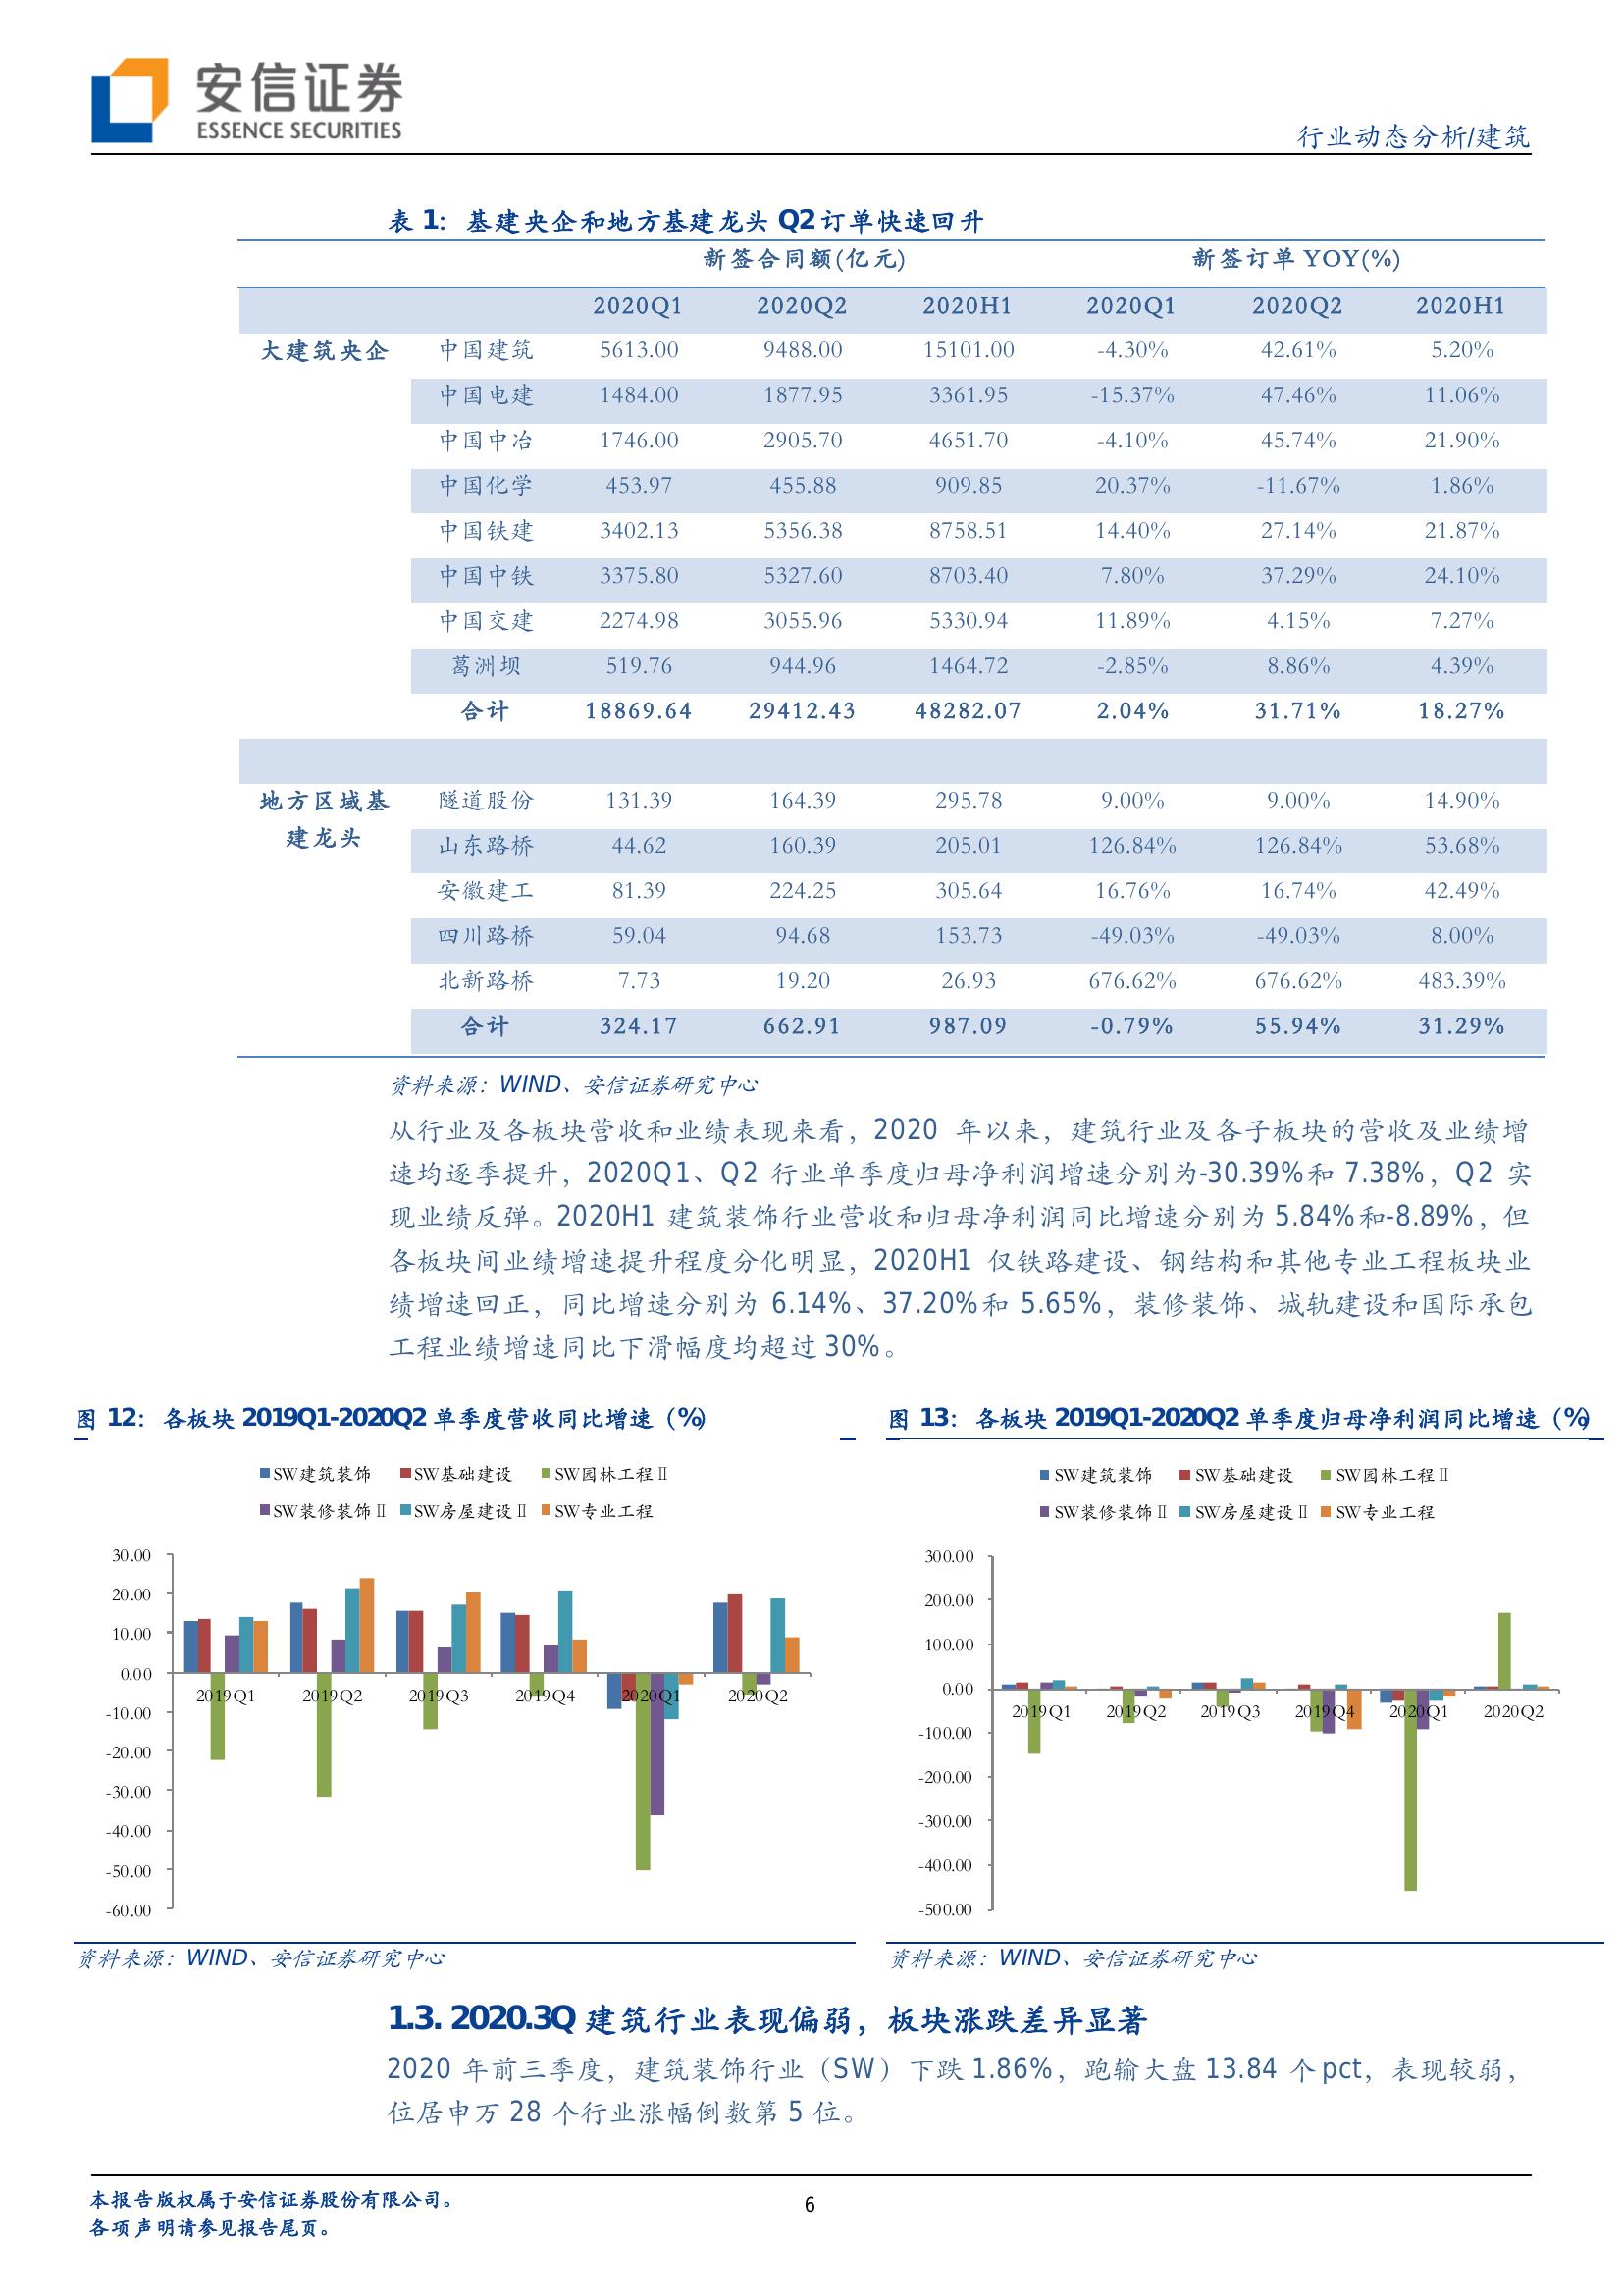 安信证券
ESSENCE SECURITIES
行业动态分析/建筑
表 1：基建央企和地方基建龙头 Q2 订单快速回升
新签合同额(亿元) 新签订单 YOY(%)
2020Q1 2020Q2 2020H1 2020Q1 2020Q2 2020H1
大建筑央企 中国建筑 5613.00 9488.00 15101.00 -4.30% 42.61% 5.20%
中国电建 1484.00 1877.95 3361.95 -15.37% 47.46% 11.06%
中国中冶 1746.00 2905.70 4651.70 -4.10% 45.74% 21.90%
中国化学 453.97 455.88 909.85 20.37% -11.67% 1.86%
中国铁建 3402.13 5356.38 8758.51 14.40% 27.14% 21.87%
中国中铁 3375.80 5327.60 8703.40 7.80% 37.29% 24.10%
中国交建 2274.98 3055.96 5330.94 11.89% 4.15% 7.27%
葛洲坝 519.76 944.96 1464.72 -2.85% 8.86% 4.39%
合计 18869.64 29412.43 48282.07 2.04% 31.71% 18.27%
地方区域基
建龙头
隧道股份 131.39 164.39 295.78 9.00% 9.00% 14.90%
山东路桥 44.62 160.39 205.01 126.84% 126.84% 53.68%
安徽建工 81.39 224.25 305.64 16.76% 16.74% 42.49%
四川路桥 59.04 94.68 153.73 -49.03% -49.03% 8.00%
北新路桥 7.73 19.20 26.93 676.62% 676.62% 483.39%
合计 324.17 662.91 987.09 -0.79% 55.94% 31.29%
资料来源：WIND、安信证券研究中心
从行业及各板块营收和业绩表现来看，2020 年以来，建筑行业及各子板块的营收及业绩增
速均逐季提升，2020Q1、Q2 行业单季度归母净利润增速分别为-30.39%和 7.38%，Q2 实
现业绩反弹。2020H1 建筑装饰行业营收和归母净利润同比增速分别为 5.84%和-8.89%，但
各板块间业绩增速提升程度分化明显，2020H1 仅铁路建设、钢结构和其他专业工程板块业
绩增速回正，同比增速分别为 6.14%、37.20%和 5.65%，装修装饰、城轨建设和国际承包
工程业绩增速同比下滑幅度均超过 30%。
图 12：各板块 2019Q1-2020Q2 单季度营收同比增速（%）
SW建筑装饰 SW基础建设 SW园林工程Ⅱ
SW装修装饰Ⅱ SW房屋建设Ⅱ SW专业工程
30.00
20.00
10.00
0.00
-10.00
-20.00
-30.00
-40.00
-50.00
-60.00
2019Q1 2019Q2 2019Q3 2019Q4 2020Q1 2020Q2
资料来源：WIND、安信证券研究中心
图 13：各板块 2019Q1-2020Q2 单季度归母净利润同比增速（%）
SW建筑装饰 SW基础建设 SW园林工程Ⅱ
SW装修装饰Ⅱ SW房屋建设Ⅱ SW专业工程
300.00
200.00
100.00
0.00
-100.00
-200.00
-300.00
-400.00
-500.00
2019Q1 2019Q2 2019Q3 2019Q4 2020Q1 2020Q2
资料来源：WIND、安信证券研究中心
1.3. 2020.3Q 建筑行业表现偏弱，板块涨跌差异显著
2020 年前三季度，建筑装饰行业（SW）下跌 1.86%，跑输大盘 13.84 个 pct，表现较弱，
位居申万 28 个行业涨幅倒数第 5 位。
本报告版权属于安信证券股份有限公司。
各项声明请参见报告尾页。
6